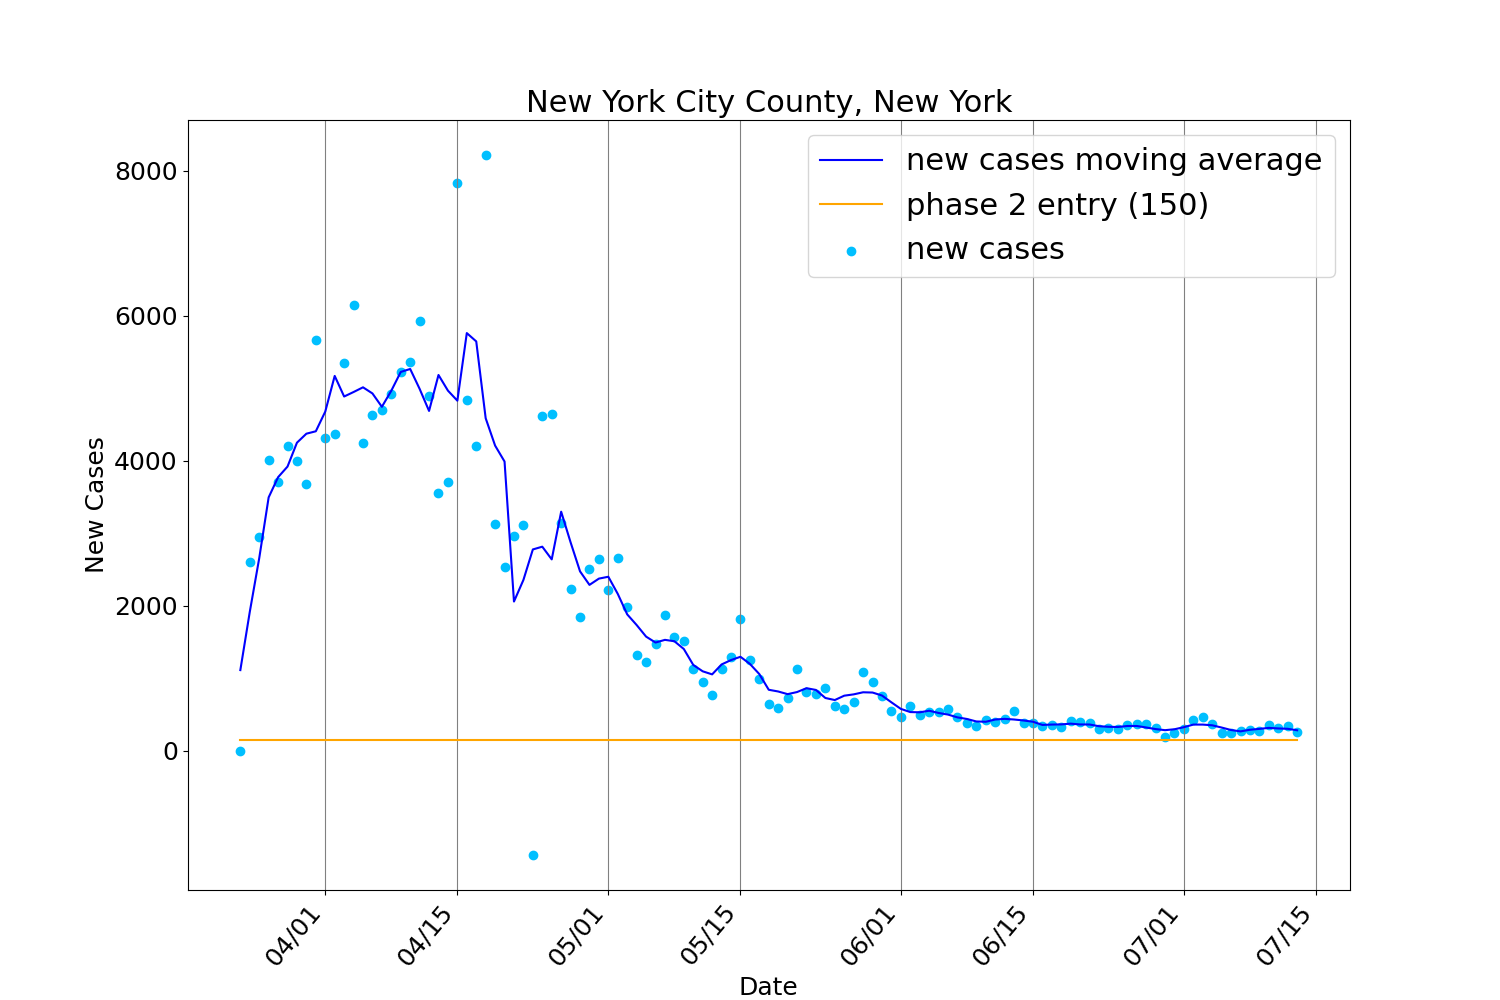 New York City County, New York
new cases moving average
phase 2 entry (150)
new cases
8000
6000
4000
2000
0
New Cases
04/01
04/15
05/01
05/15
06/01
06/15
07/01
07/15
Date